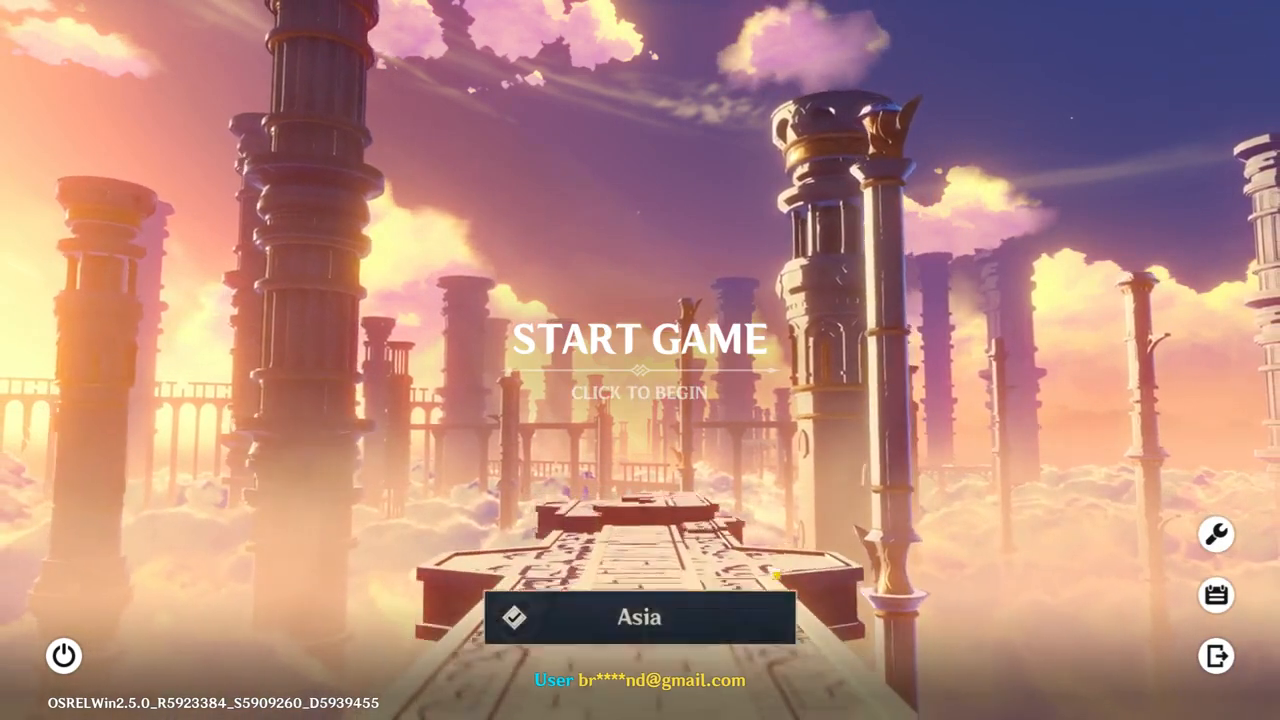 START GAME
CLICK TO BEGIN
Asia
User br****nd@gmail.com
OSRELWin2.5.0_R5923384_S5909260_D5939455